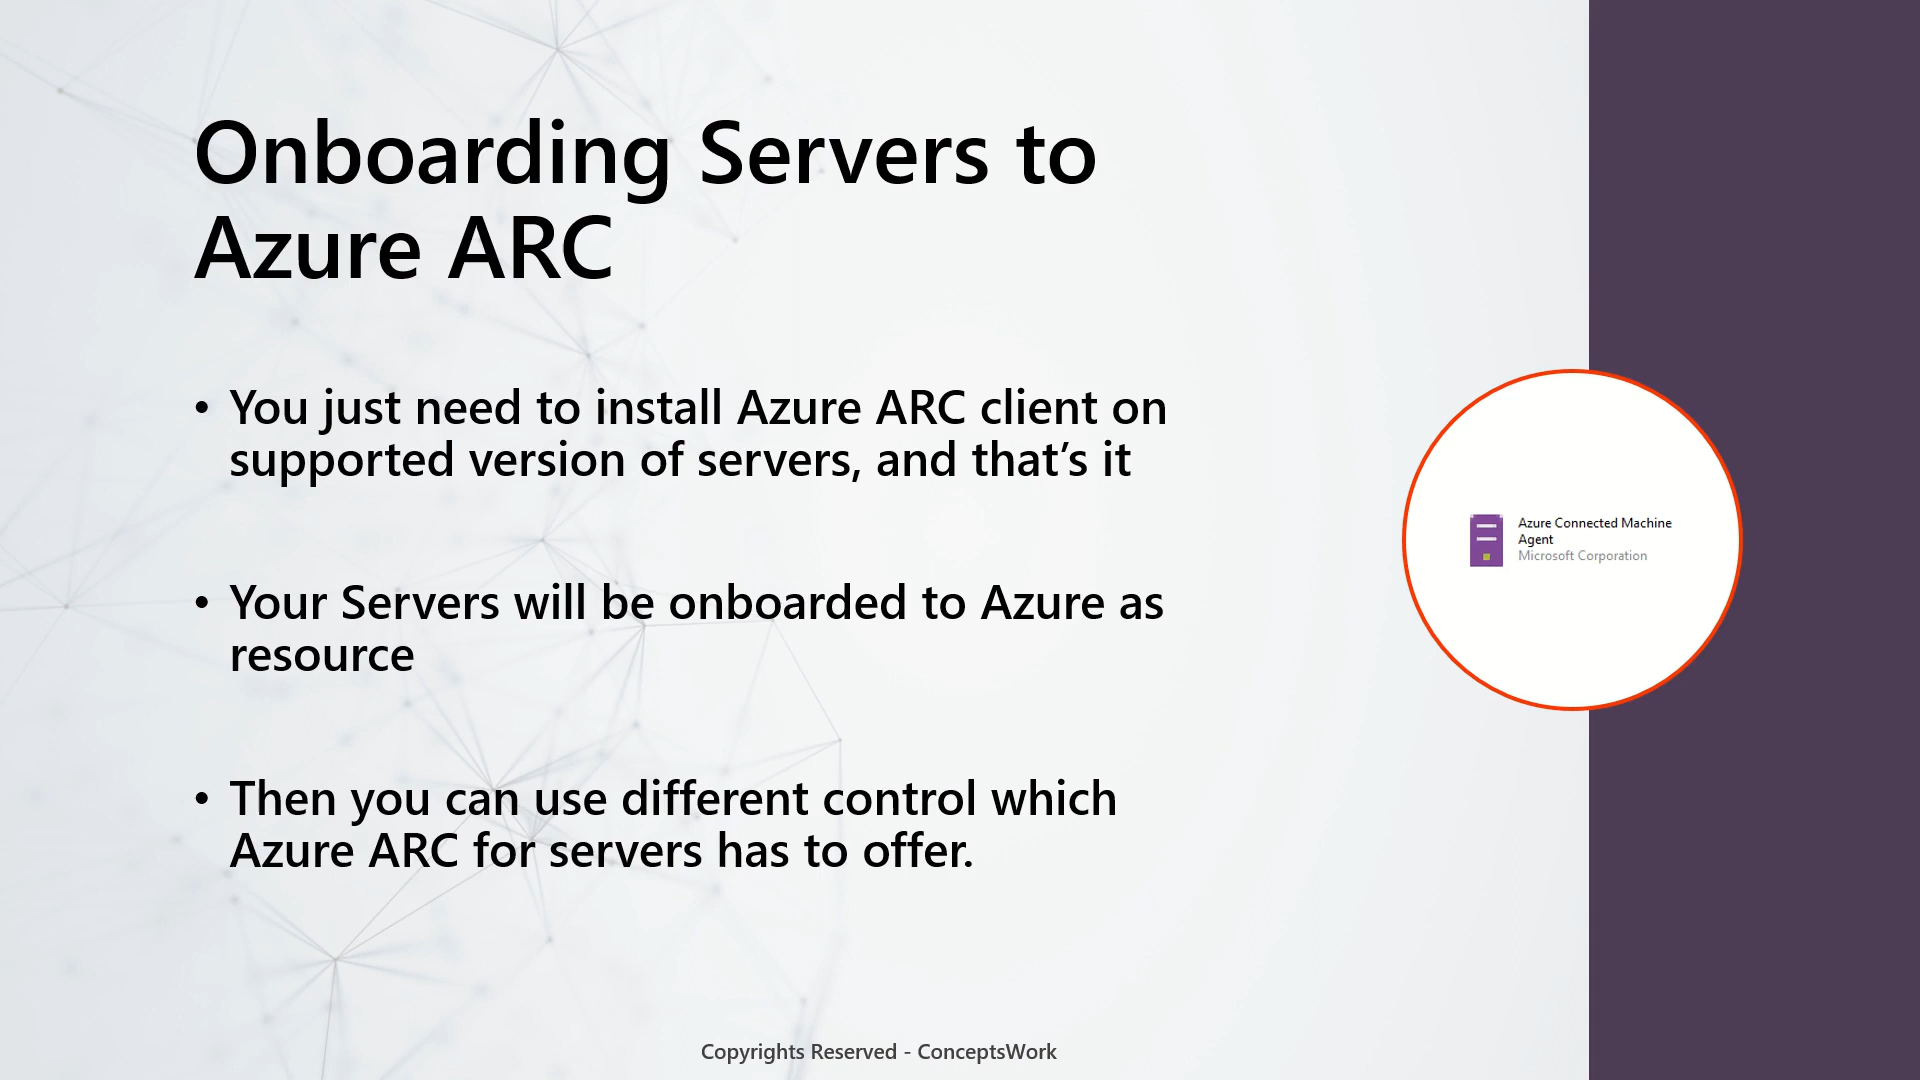 Onboarding Servers to
Azure ARC
• You just need to install Azure ARC client on
supported version of servers, and that’s it
• Your Servers will be onboarded to Azure as
resource
• Then you can use different control which
Azure ARC for servers has to offer.
Azure Connected Machine
Agent
Microsoft Corporation
Copyrights Reserved - ConceptsWork